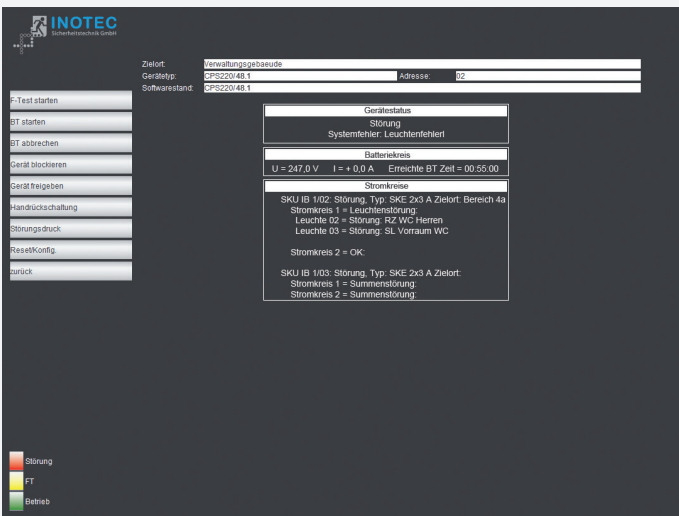 INOTEC
Sicherheitstechnik GmbH
Zielort: Verwaltungsgebaeude
Gerätetyp: CPS220/48.1 Adresse: 02
Softwarestand: CPS220/48.1
F-Test starten
BT starten
BT abbrechen
Gerät blockieren
Gerät freigeben
Handrückschaltung
Störungsdruck
Reset/Konfig.
zurück
Gerätestatus
Störung
Systemfehler: Leuchtenfehlerl
Batteriekreis
U = 247,0 V I = + 0,0 A Erreichte BT Zeit = 00:55:00
Stromkreise
SKU IB 1/02: Störung, Typ: SKE 2x3 A Zielort: Bereich 4a
Stromkreis 1 = Leuchtenstörung:
Leuchte 02 = Störung: RZ WC Herren
Leuchte 03 = Störung: SL Vorraum WC
Stromkreis 2 = OK:
SKU IB 1/03: Störung, Typ: SKE 2x3 A Zielort:
Stromkreis 1 = Summenstörung:
Stromkreis 2 = Summenstörung:
Störung
FT
Betrieb